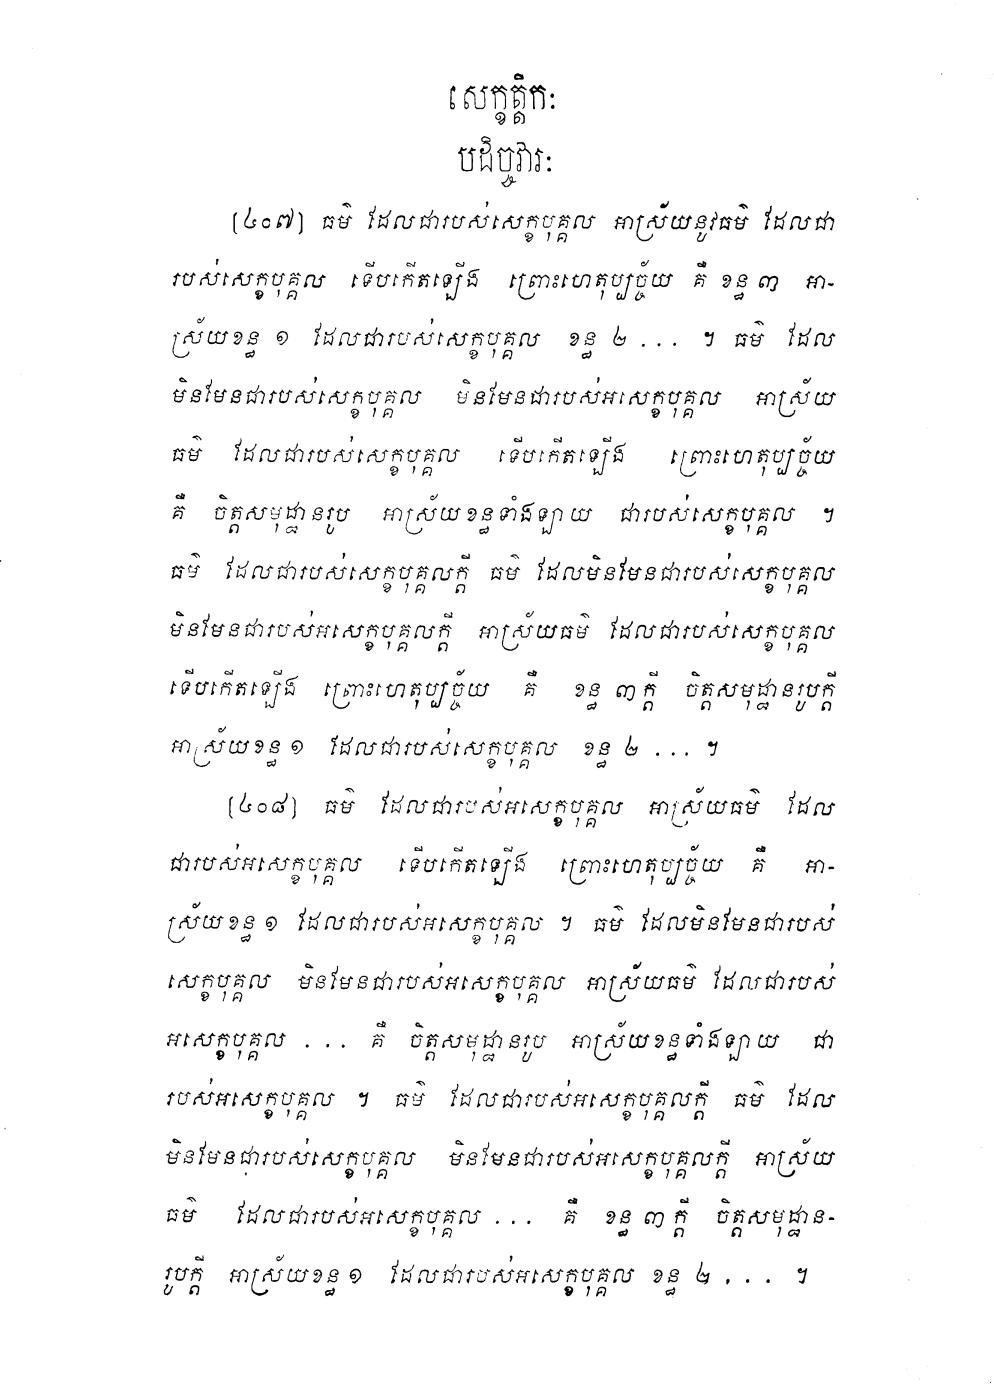 សេក្ខត្តិកៈ
បដិច្ចវារៈ
(៤០៧) ធម៌ ដែលជារបស់សេក្ខបុគ្គល អាស្រ័យនូវធម៌ ដែលជា
របស់សេក្ខបុគ្គល ទើបកើតឡើង ព្រោះហេតុប្បច្ច័យ គឺ ខន្ធ ៣ អា-
ស្រ័យខន្ធ ១ ដែលជារបស់សេក្ខបុគ្គល ខន្ធ ២ ... ។ ធម៌ ដែល
មិនមែនជារបស់សេក្ខបុគ្គល មិនមែនជារបស់អសេក្ខបុគ្គល អាស្រ័យ
ធម៌ ដែលជារបស់សេក្ខបុគ្គល ទើបកើតឡើង ព្រោះហេតុប្បច្ច័យ
គឺ ចិត្តសមុដ្ឋានរូប អាស្រ័យខន្ធទាំងឡាយ ជារបស់សេក្ខបុគ្គល ។
ធម៌ ដែលជារបស់សេក្ខបុគ្គលក្តី ធម៌ ដែលមិនមែនជារបស់សេក្ខបុគ្គល
មិនមែនជារបស់អសេក្ខបុគ្គលក្តី អាស្រ័យធម៌ ដែលជារបស់សេក្ខបុគ្គល
ទើបកើតឡើង ព្រោះហេតុប្បច្ច័យ គឺ ខន្ធ ៣ក្តី ចិត្តសមុដ្ឋានរូបក្តី
អាស្រ័យខន្ធ ១ ដែលជារបស់សេក្ខបុគ្គល ខន្ធ ២ ... ។
(៤០៨) ធម៌ ដែលជារបស់អសេក្ខបុគ្គល អាស្រ័យធម៌ ដែល
ជារបស់អសេក្ខបុគ្គល ទើបកើតឡើង ព្រោះហេតុប្បច្ច័យ គឺ អា-
ស្រ័យខន្ធ ១ ដែលជារបស់អសេក្ខបុគ្គល ។ ធម៌ ដែលមិនមែនជារបស់
សេក្ខបុគ្គល មិនមែនជារបស់អសេក្ខបុគ្គល អាស្រ័យធម៌ ដែលជារបស់
អសេក្ខបុគ្គល ... គឺ ចិត្តសមុដ្ឋានរូប អាស្រ័យខន្ធទាំងឡាយ ជា
របស់អសេក្ខបុគ្គល ។ ធម៌ ដែលជារបស់អសេក្ខបុគ្គលក្តី ធម៌ ដែល
មិនមែនជារបស់សេក្ខបុគ្គល មិនមែនជារបស់អសេក្ខបុគ្គលក្តី អាស្រ័យ
ធម៌ ដែលជារបស់អសេក្ខបុគ្គល ... គឺ ខន្ធ ៣ ក្តី ចិត្តសមុដ្ឋាន-
រូបក្តី អាស្រ័យខន្ធ ១ ដែលជារបស់អសេក្ខបុគ្គល ខន្ធ ២ ... ។